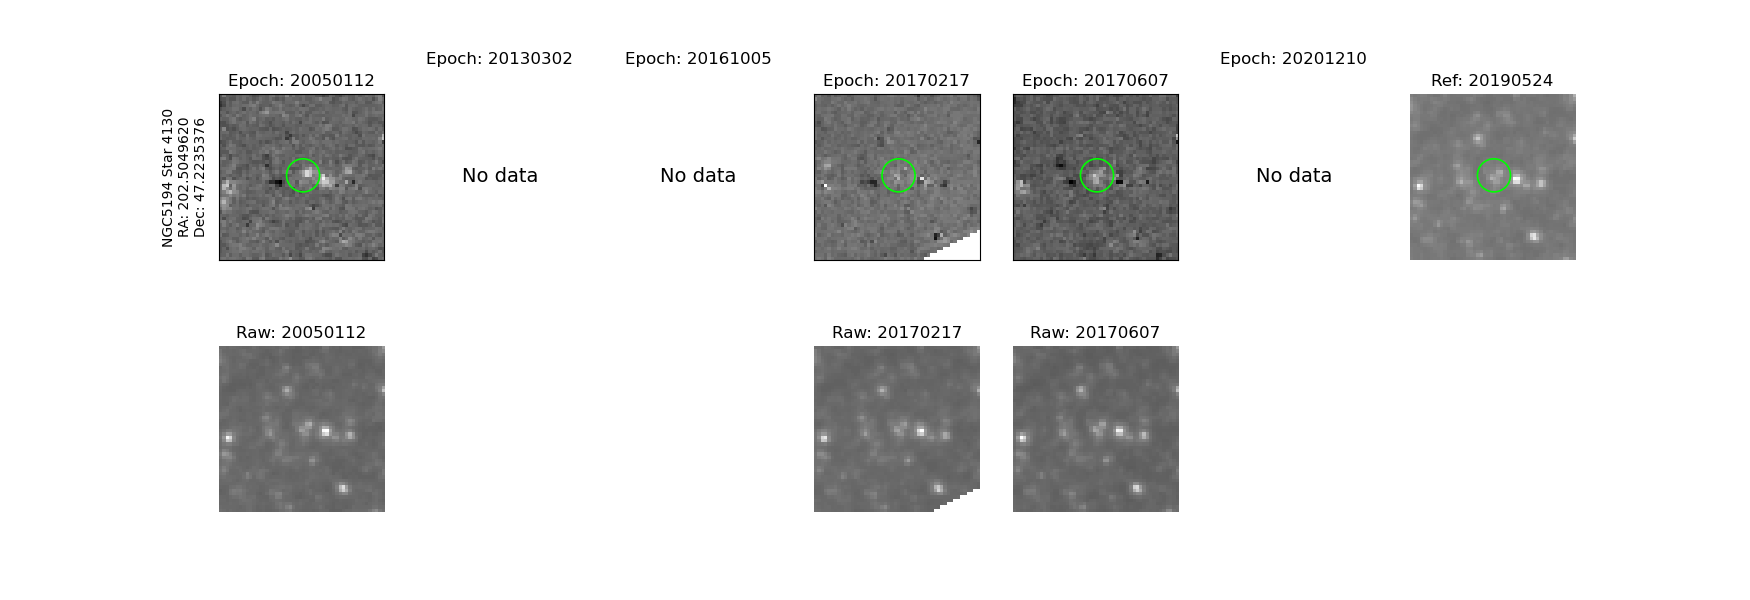 Epoch: 20130302
Epoch: 20161005
Epoch: 20201210
Epoch: 20050112
Epoch: 20170217
Epoch: 20170607
Ref: 20190524
NGC5194 Star 4130
RA: 202.5049620
Dec: 47.2235376
No data
No data
No data
Raw: 20050112
Raw: 20170217
Raw: 20170607